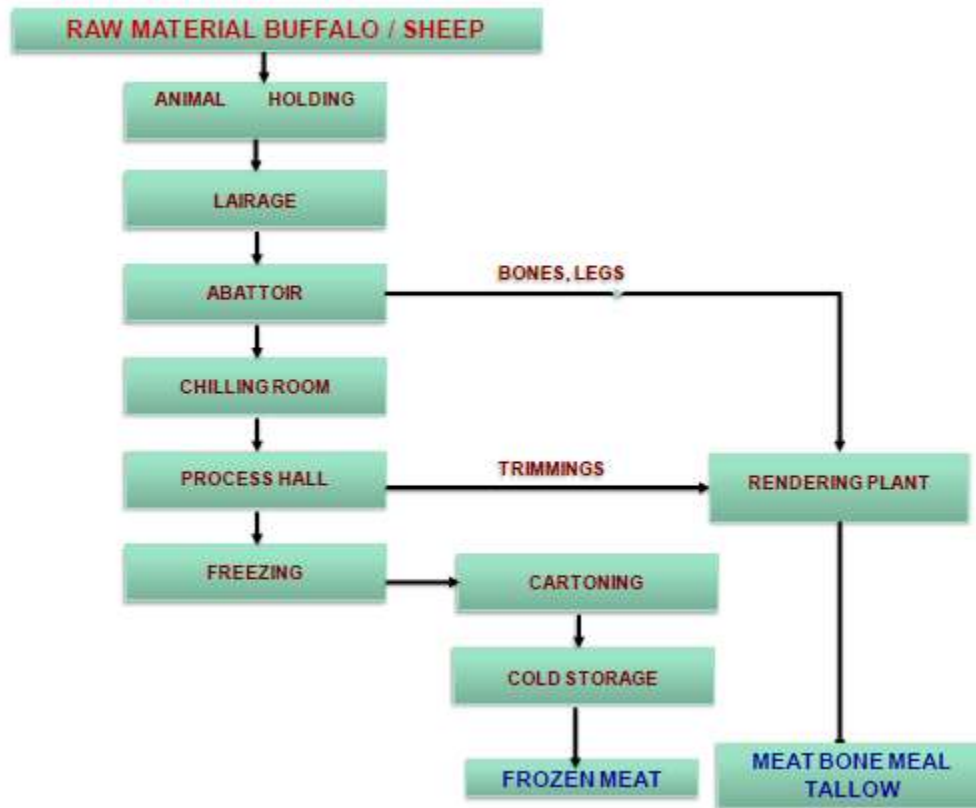 RAW MATERIAL BUFFALO / SHEEP
ANIMAL HOLDING
LAIRAGE
ABATTOIR
BONES, LEGS
CHILLING ROOM
PROCESS HALL
TRIMMINGS
RENDERING PLANT
FREEZING
CARTONING
COLD STORAGE
FROZEN MEAT
MEAT BONE MEAL
TALLOW